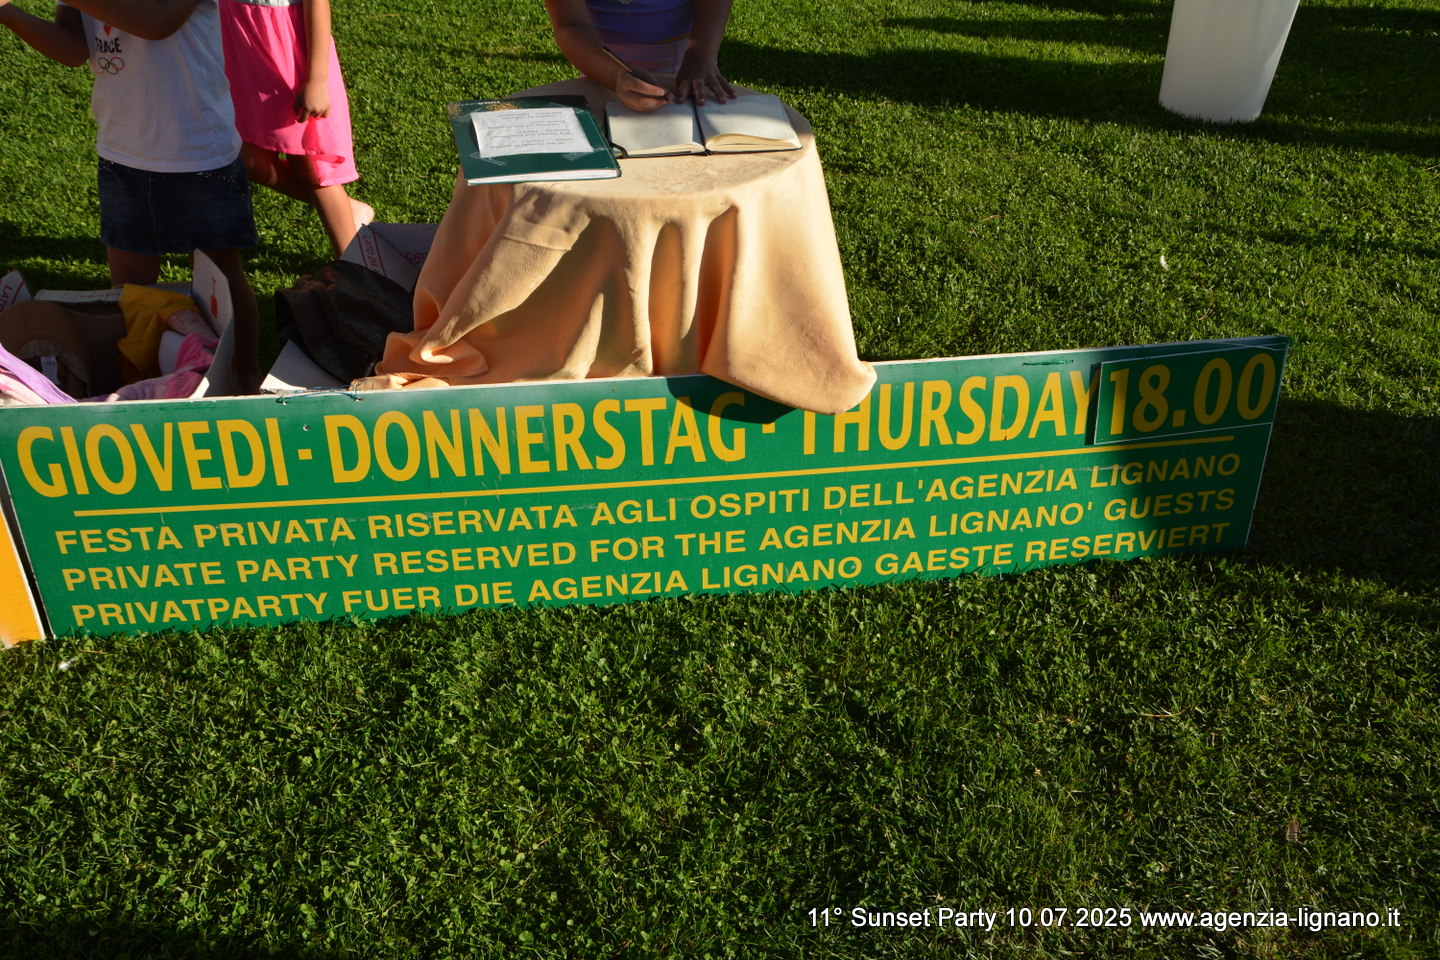 GIOVEDI - DONNERSTAG - THURSDAY 18.00
FESTA PRIVATA RISERVATA AGLI OSPITI DELL'AGENZIA LIGNANO
PRIVATE PARTY RESERVED FOR THE AGENZIA LIGNANO' GUESTS
PRIVATPARTY FUER DIE AGENZIA LIGNANO GAESTE RESERVIERT
11° Sunset Party 10.07.2025 www.agenzia-lignano.it